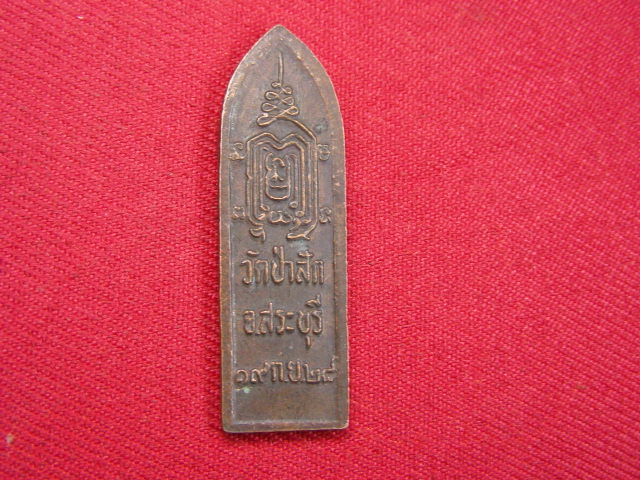 วัดป่าสัก
จ.สระบุรี
๑๙ ก.ย.๒๘